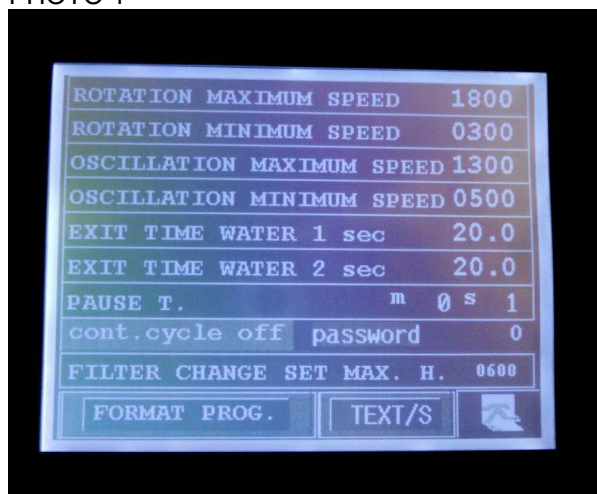 ROTATION MAXIMUM SPEED 1800
ROTATION MINIMUM SPEED 0300
OSCILLATION MAXIMUM SPEED 1300
OSCILLATION MINIMUM SPEED 0500
EXIT TIME WATER 1 sec 20.0
EXIT TIME WATER 2 sec 20.0
PAUSE T. m 0 s 1
cont.cycle off password 0
FILTER CHANGE SET MAX. H. 0600
FORMAT PROG. TEXT/S